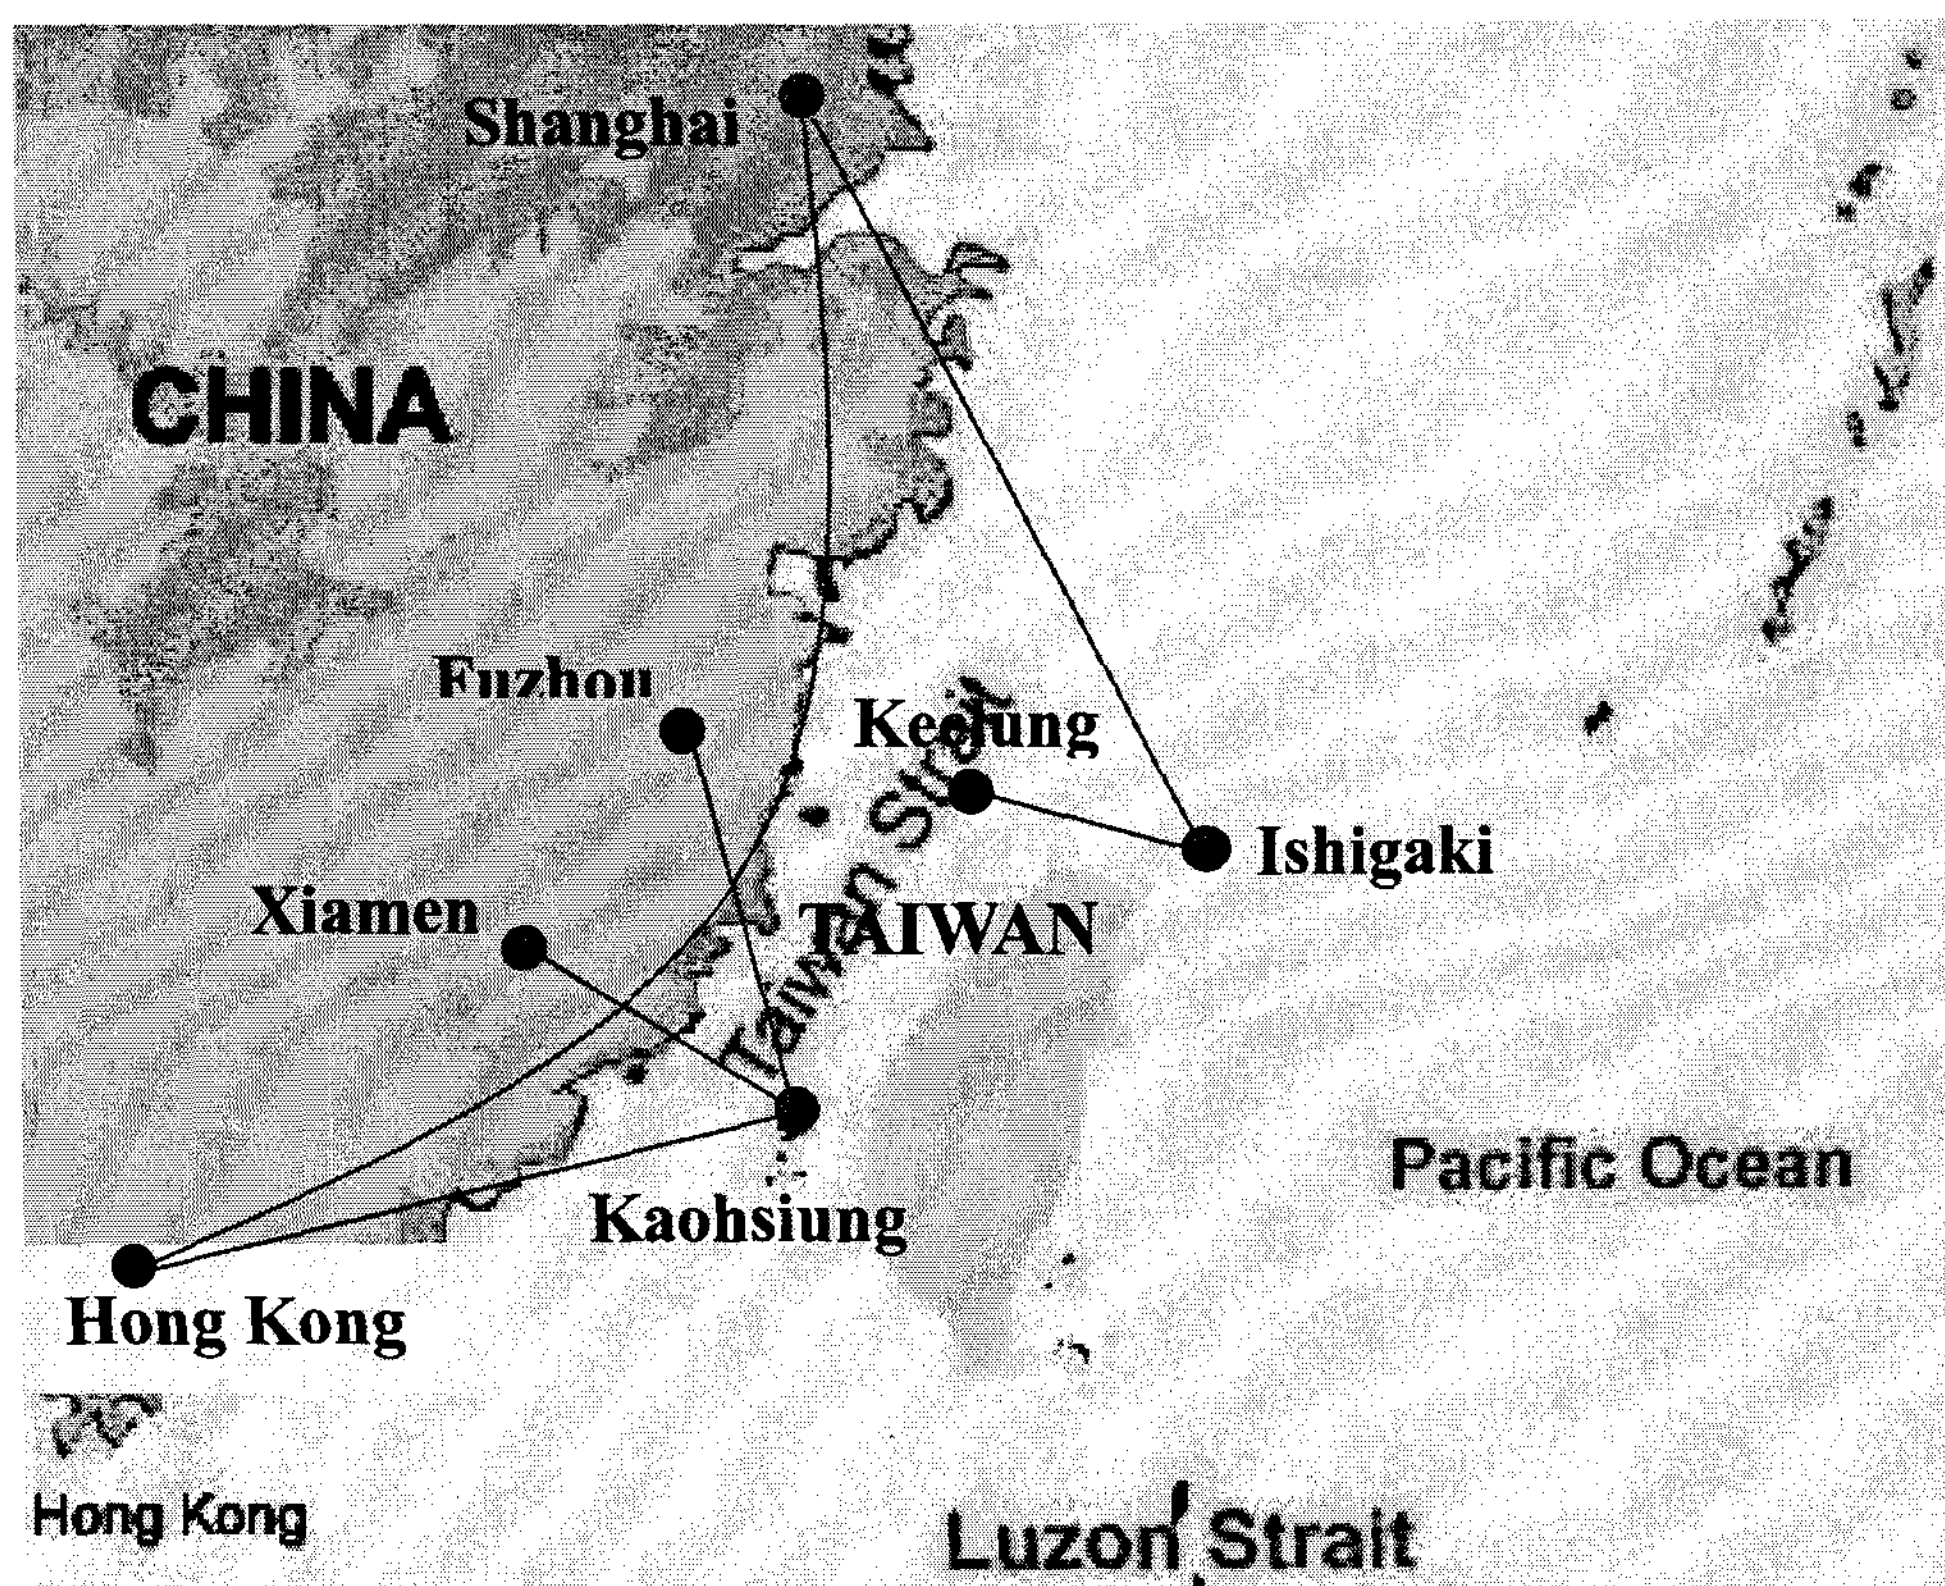 Shanghai
CHINA
Fuzhou
Keelung
Taiwan Strait
Ishigaki
Xiamen
TAIWAN
Pacific Ocean
Kaohsiung
Hong Kong
Hong Kong
Luzon Strait